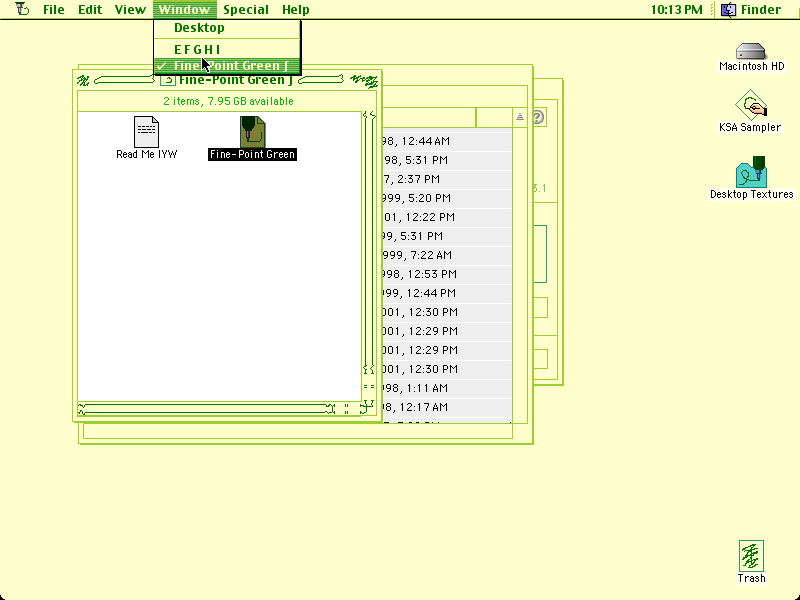 File Edit View Window Special Help 10:13 PM Finder
Desktop
E F G H I
✓ Fine-Point Green ʃ
Fine-Point Green ʃ
2 items, 7.95 GB available
Read Me IYW
Fine-Point Green
98, 12:44 AM
98, 5:31 PM
7, 2:37 PM
999, 5:20 PM
01, 12:22 PM
99, 5:31 PM
999, 7:22 AM
998, 12:53 PM
999, 12:44 PM
001, 12:30 PM
001, 12:29 PM
001, 12:29 PM
001, 12:30 PM
98, 1:11 AM
98, 12:17 AM
?
3.1
Macintosh HD
KSA Sampler
Desktop Textures
Trash